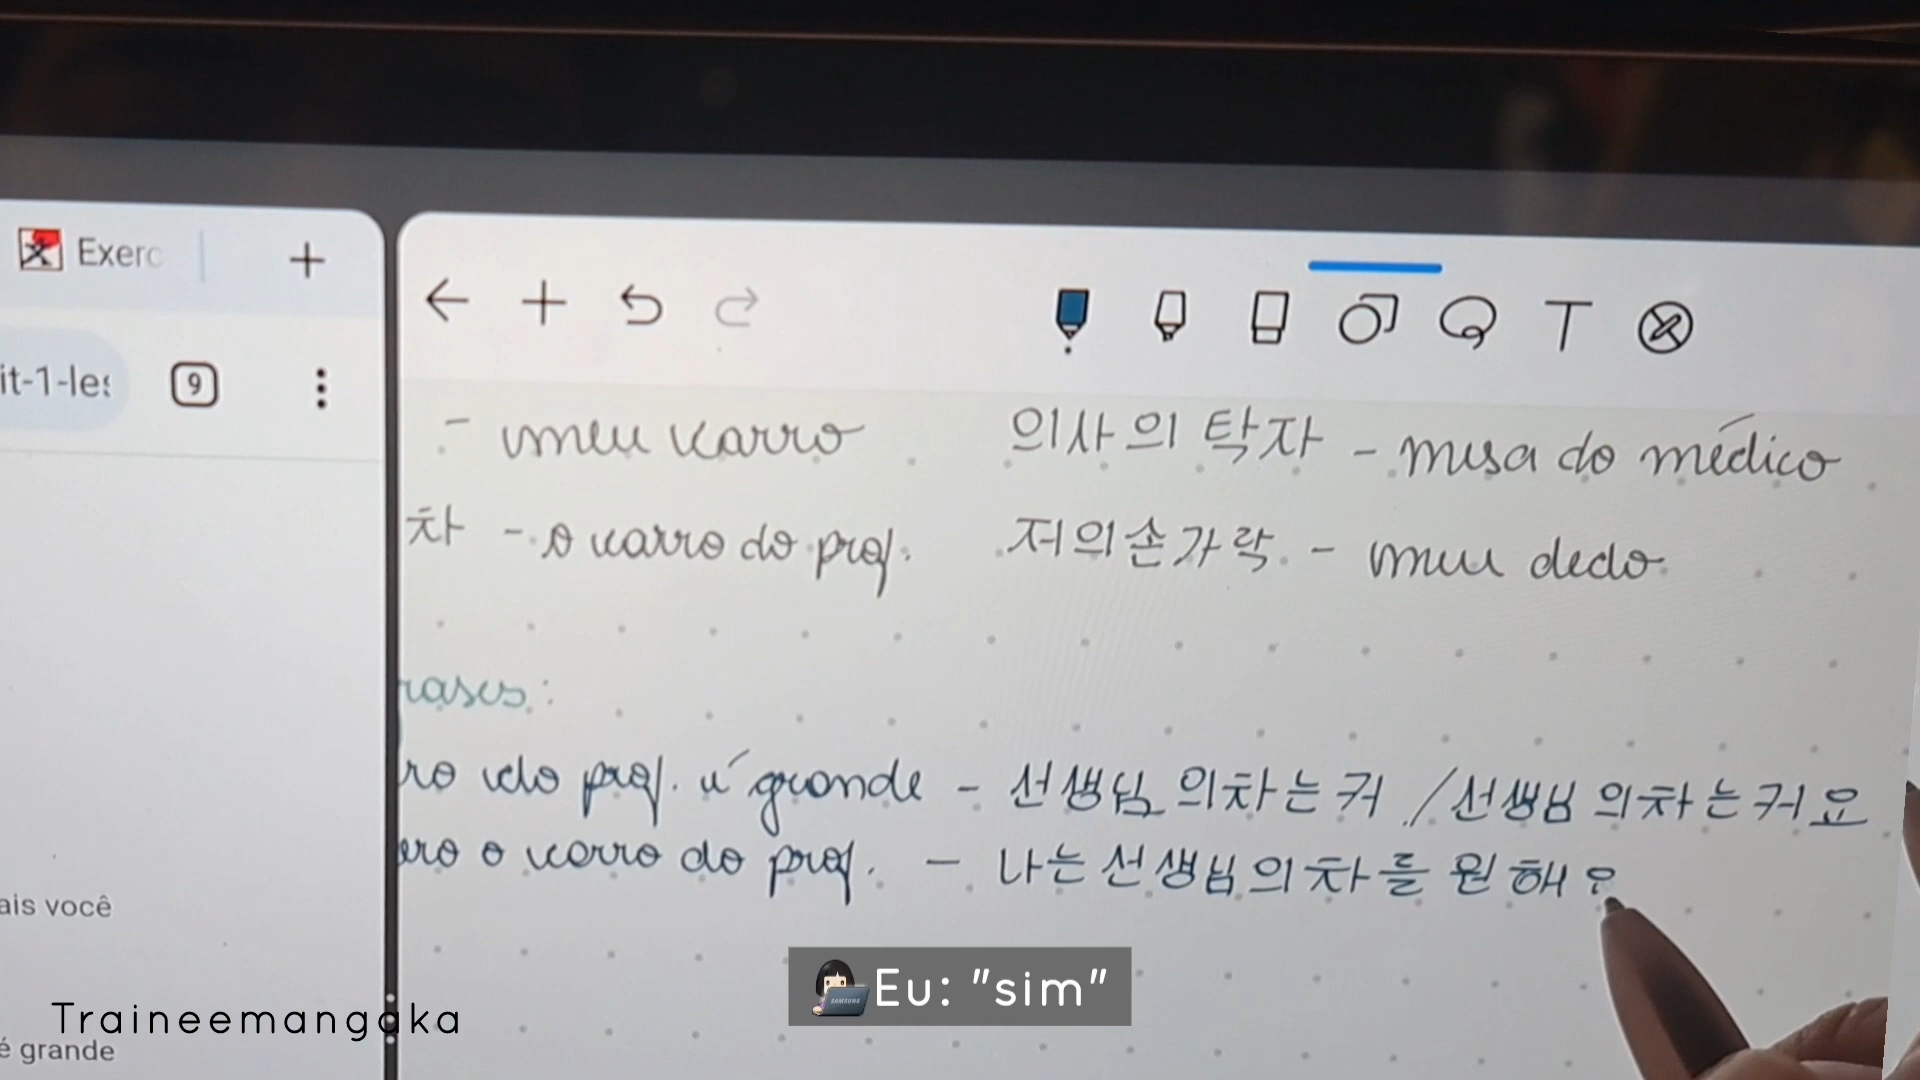 Exerc
it-1-les
9
- meu carro
의사의 탁자 - mesa do médico
차 - o carro do prof.
저의 손가락. - meu dedo
rases:
ro do prof. é grande - 선생님의 차는 커 / 선생님의 차는 커요
ero o carro do prof. - 나는 선생님의 차를 원해
ais você
é grande
SAMSUNG
Eu: "sim"
Traineemangaka